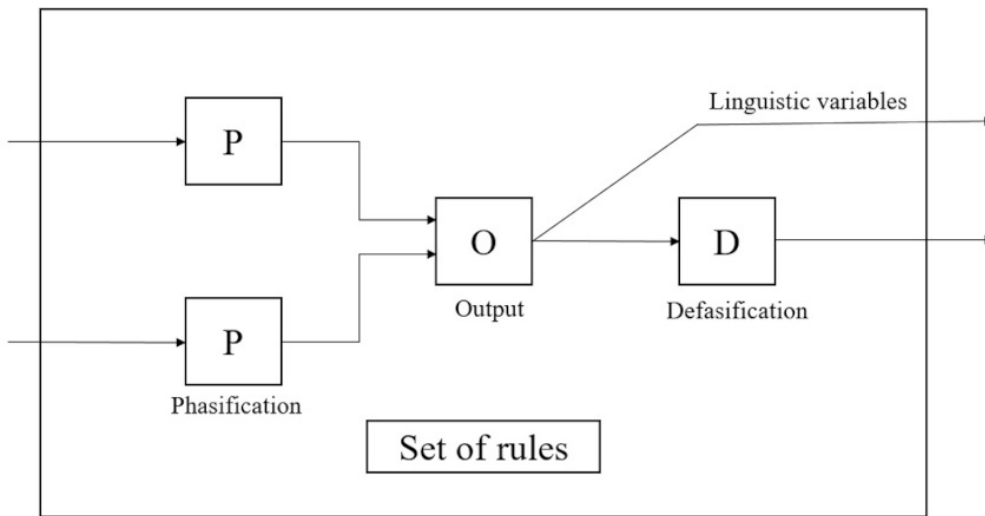 Linguistic variables
P
O
D
Output
Defasification
P
Phasification
Set of rules